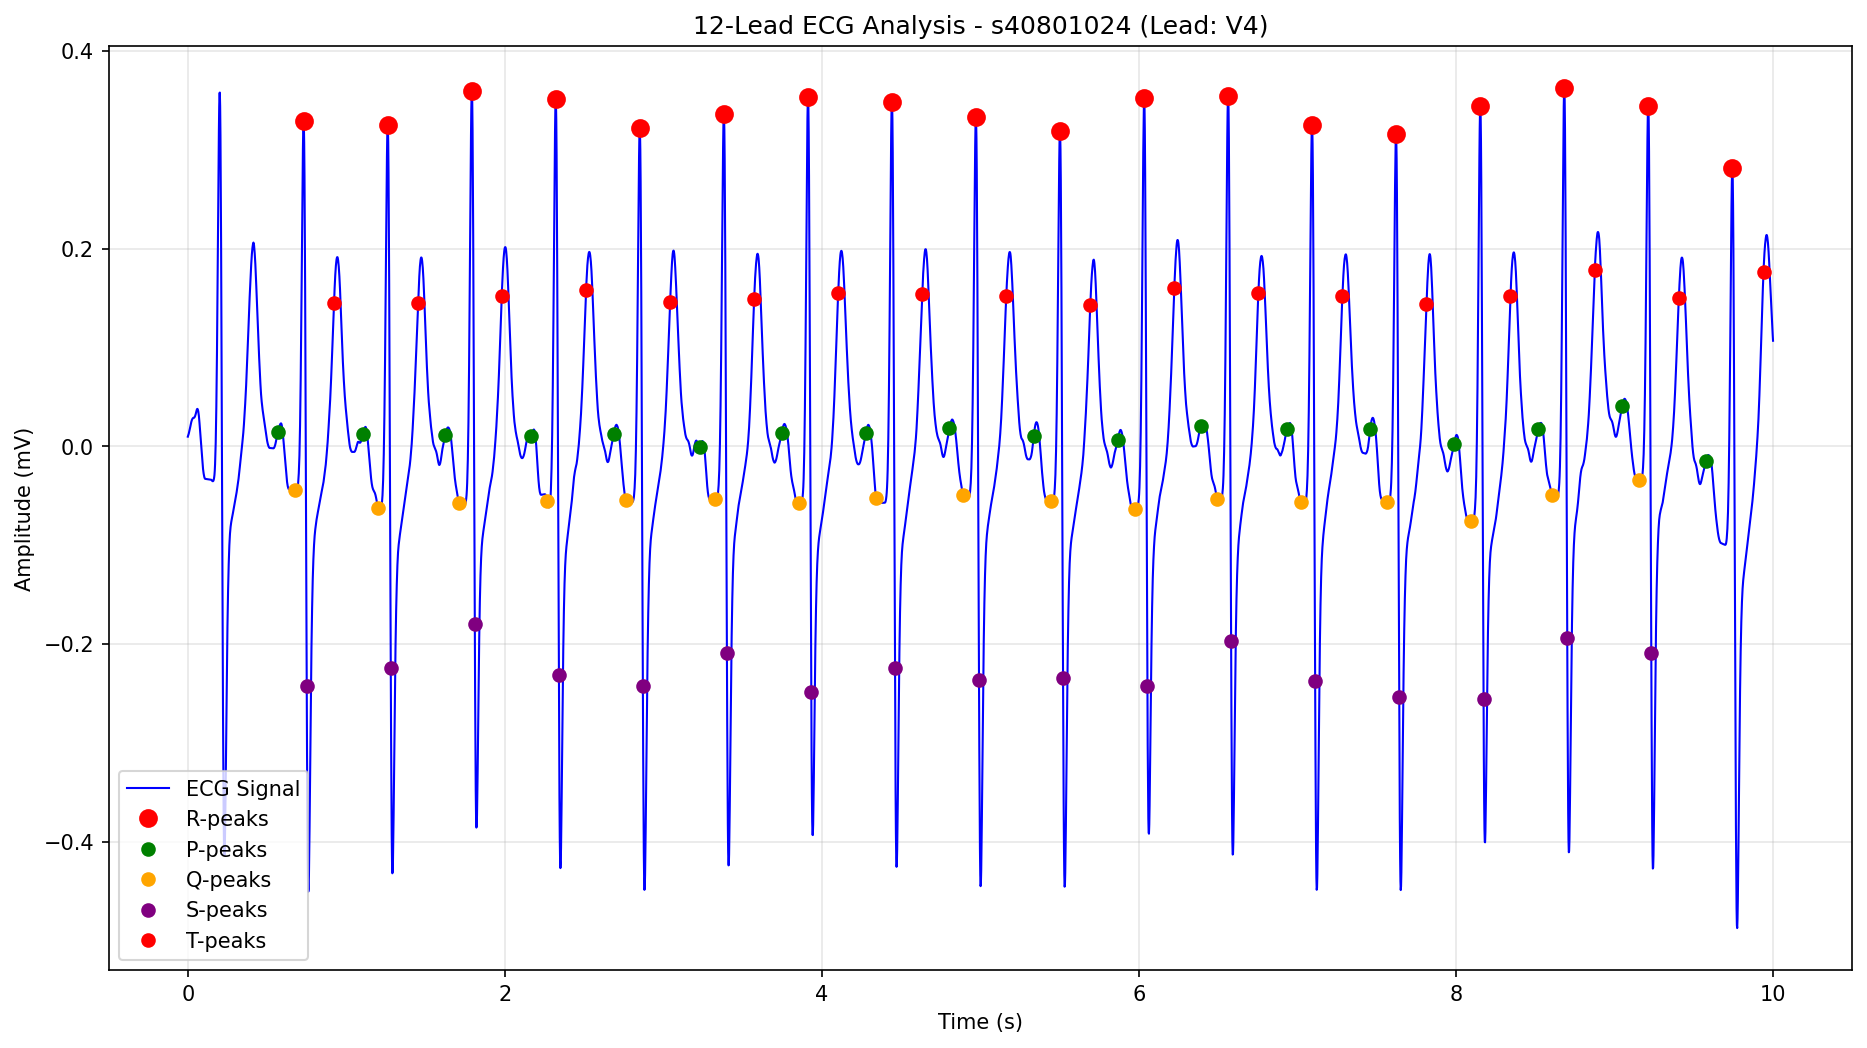 12-Lead ECG Analysis - s40801024 (Lead: V4)
0.4
0.2
0.0
−0.2
−0.4
Amplitude (mV)
ECG Signal
R-peaks
P-peaks
Q-peaks
S-peaks
T-peaks
0 2 4 6 8 10
Time (s)